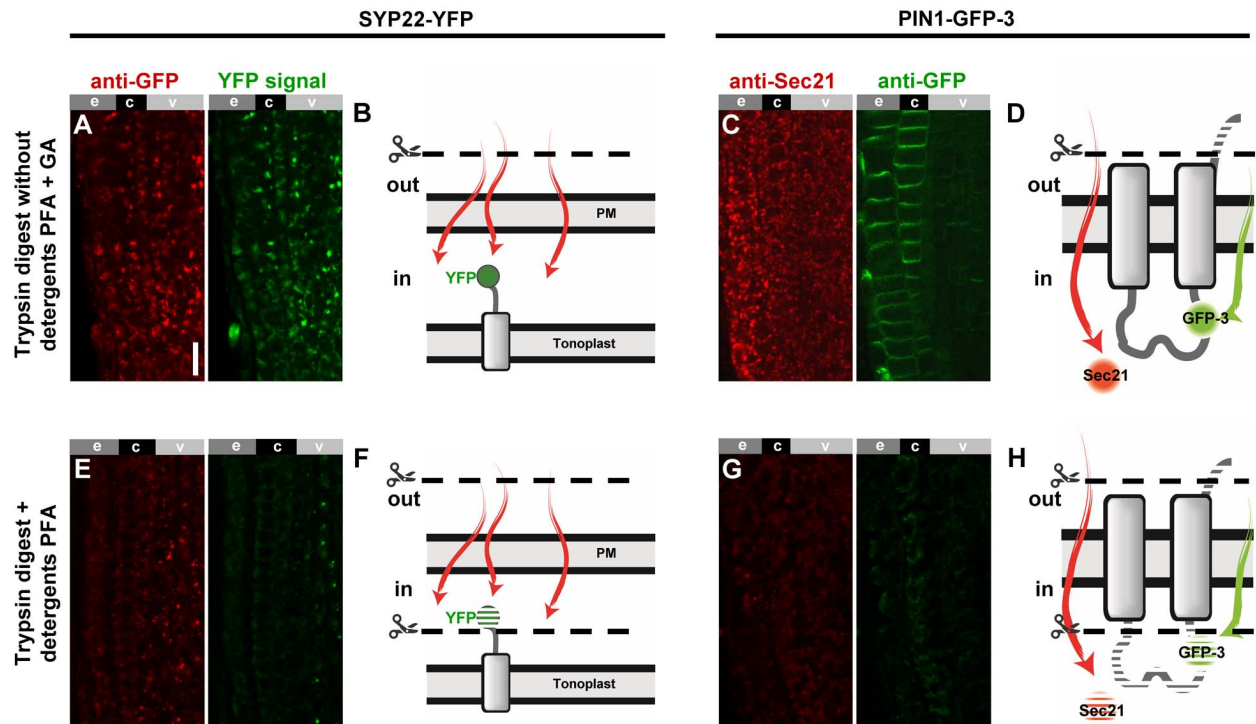 SYP22-YFP
PIN1-GFP-3
anti-GFP
YFP signal
anti-Sec21
anti-GFP
e c v
e c v
e c v
e c v
Trypsin digest without
detergents PFA + GA
A
B
out
PM
in
YFP
Tonoplast
C
D
out
in
GFP-3
Sec21
Trypsin digest +
detergents PFA
e c v
e c v
e c v
e c v
E
F
out
PM
in
YFP
Tonoplast
G
H
out
in
GFP-3
Sec21